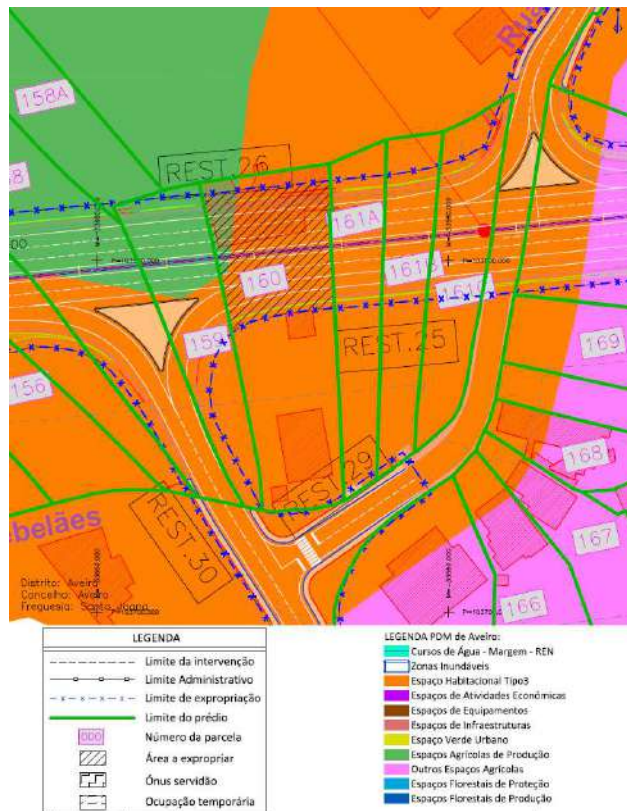 158A
REST.26
161A
160
161B
161C
159
REST.25
169
156
REST.29
168
REST.30
167
166
Distrito: Aveiro
Concelho: Aveiro
Freguesia: Santa Joana
LEGENDA
Limite da intervenção
Limite Administrativo
Limite de expropriação
Limite do prédio
000 Número da parcela
Área a expropriar
Ónus servidão
Ocupação temporária
LEGENDA PDM de Aveiro:
Cursos de Água - Margem - REN
Zonas Inundáveis
Espaço Habitacional Tipo3
Espaços de Atividades Económicas
Espaços de Equipamentos
Espaços de Infraestruturas
Espaço Verde Urbano
Espaços Agrícolas de Produção
Outros Espaços Agrícolas
Espaços Florestais de Proteção
Espaços Florestais de Produção